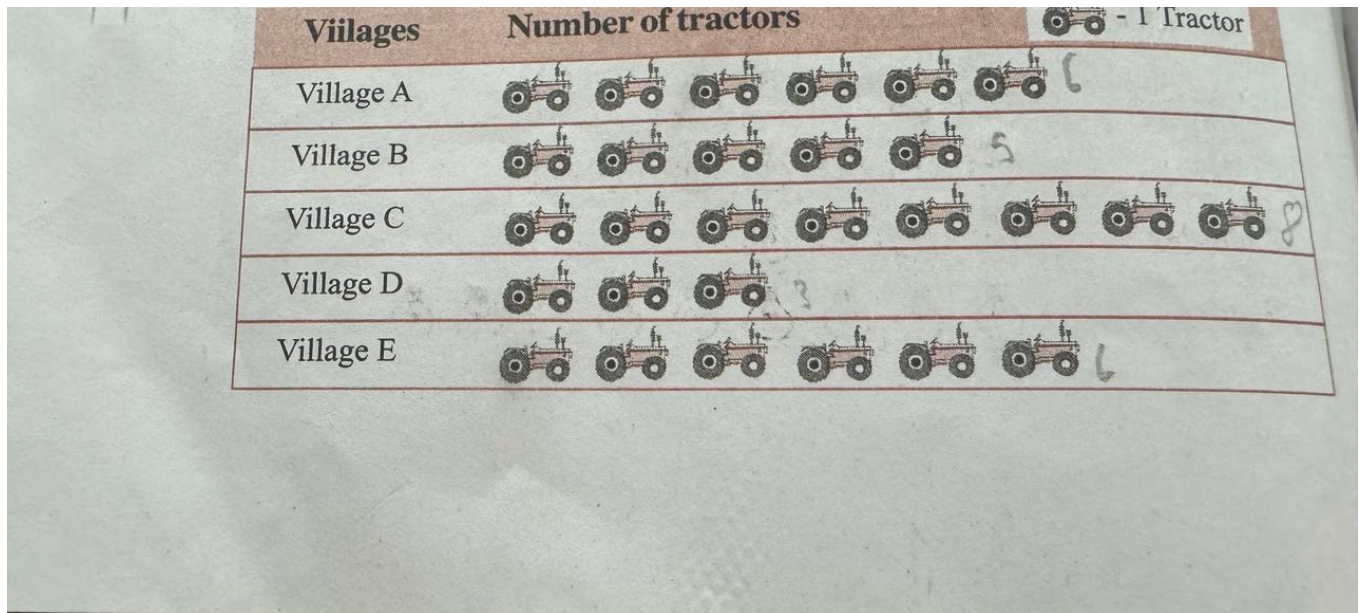 Viilages Number of tractors - 1 Tractor
Village A 6
Village B 5
Village C 8
Village D 3
Village E 6